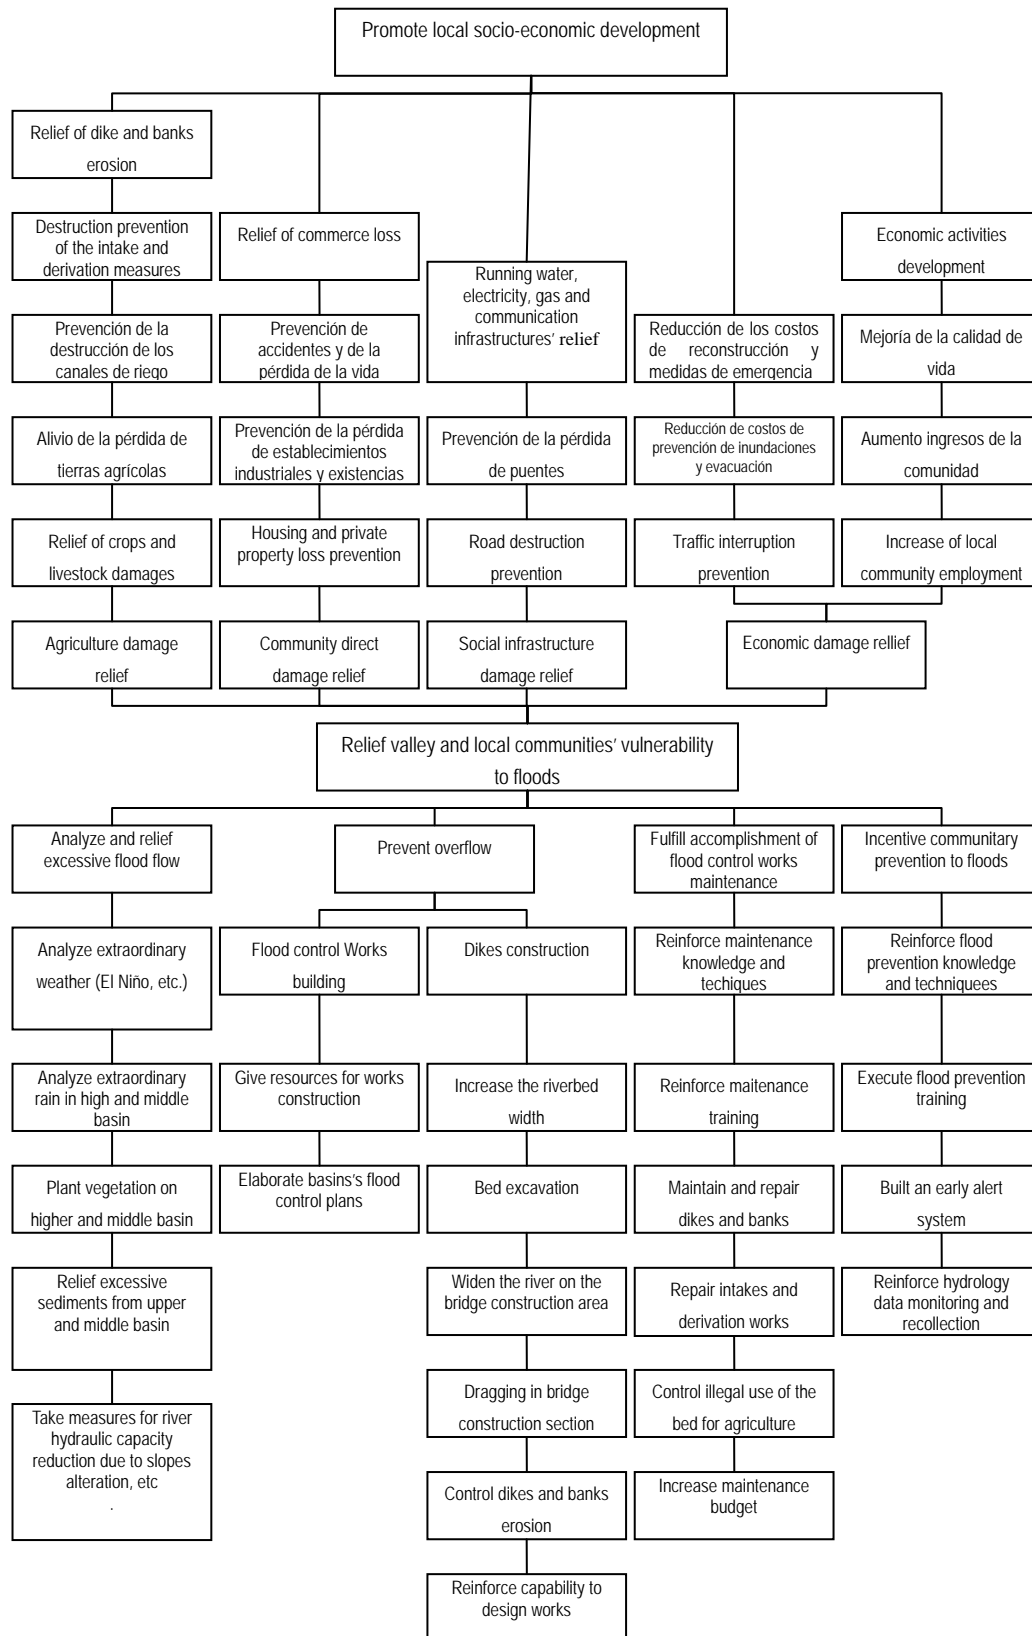 Promote local socio-economic development
Relief of dike and banks
erosion
Destruction prevention
of the intake and
derivation measures
Relief of commerce loss
Economic activities
development
Running water,
electricity, gas and
communication
infrastructures' relief
Prevención de la
destrucción de los
canales de riego
Prevención de
accidentes y de la
pérdida de la vida
Reducción de los costos
de reconstrucción y
medidas de emergencia
Mejoría de la calidad de
vida
Alivio de la pérdida de
tierras agrícolas
Prevención de la pérdida
de establecimientos
industriales y existencias
Prevención de la pérdida
de puentes
Reducción de costos de
prevención de inundaciones
y evacuación
Aumento ingresos de la
comunidad
Relief of crops and
livestock damages
Housing and private
property loss prevention
Road destruction
prevention
Traffic interruption
prevention
Increase of local
community employment
Agriculture damage
relief
Community direct
damage relief
Social infrastructure
damage relief
Economic damage rellief
Relief valley and local communities' vulnerability
to floods
Analyze and relief
excessive flood flow
Prevent overflow
Fulfill accomplishment of
flood control works
maintenance
Incentive communitary
prevention to floods
Analyze extraordinary
weather (El Niño, etc.)
Flood control Works
building
Dikes construction
Reinforce maintenance
knowledge and
techiques
Reinforce flood
prevention knowledge
and techniquees
Analyze extraordinary
rain in high and middle
basin
Give resources for works
construction
Increase the riverbed
width
Reinforce maitenance
training
Execute flood prevention
training
Plant vegetation on
higher and middle basin
Elaborate basins's flood
control plans
Bed excavation
Maintain and repair
dikes and banks
Built an early alert
system
Relief excessive
sediments from upper
and middle basin
Widen the river on the
bridge construction area
Repair intakes and
derivation works
Reinforce hydrology
data monitoring and
recollection
Take measures for river
hydraulic capacity
reduction due to slopes
alteration, etc
.
Dragging in bridge
construction section
Control illegal use of the
bed for agriculture
Control dikes and banks
erosion
Increase maintenance
budget
Reinforce capability to
design works